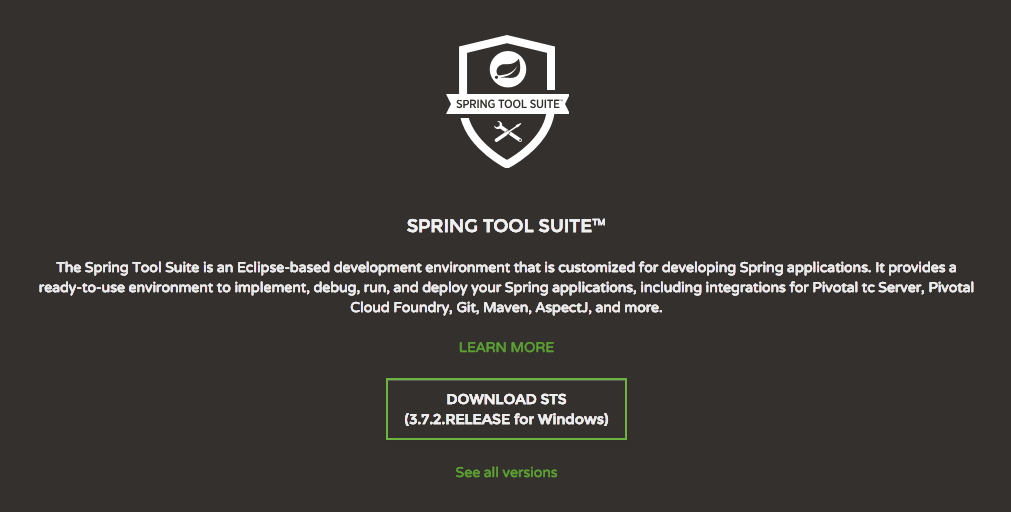 SPRING TOOL SUITE™
SPRING TOOL SUITE™
The Spring Tool Suite is an Eclipse-based development environment that is customized for developing Spring applications. It provides a
ready-to-use environment to implement, debug, run, and deploy your Spring applications, including integrations for Pivotal tc Server, Pivotal
Cloud Foundry, Git, Maven, AspectJ, and more.
LEARN MORE
DOWNLOAD STS
(3.7.2.RELEASE for Windows)
See all versions